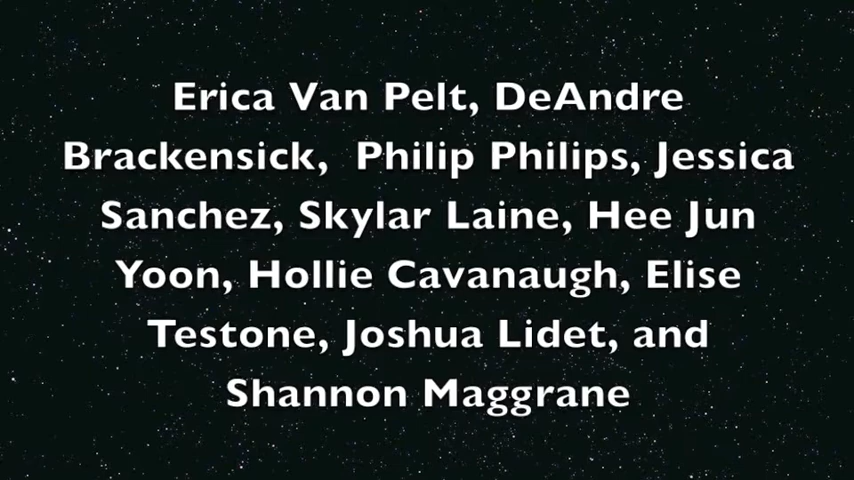 Erica Van Pelt, DeAndre
Brackensick, Philip Philips, Jessica
Sanchez, Skylar Laine, Hee Jun
Yoon, Hollie Cavanaugh, Elise
Testone, Joshua Lidet, and
Shannon Maggrane